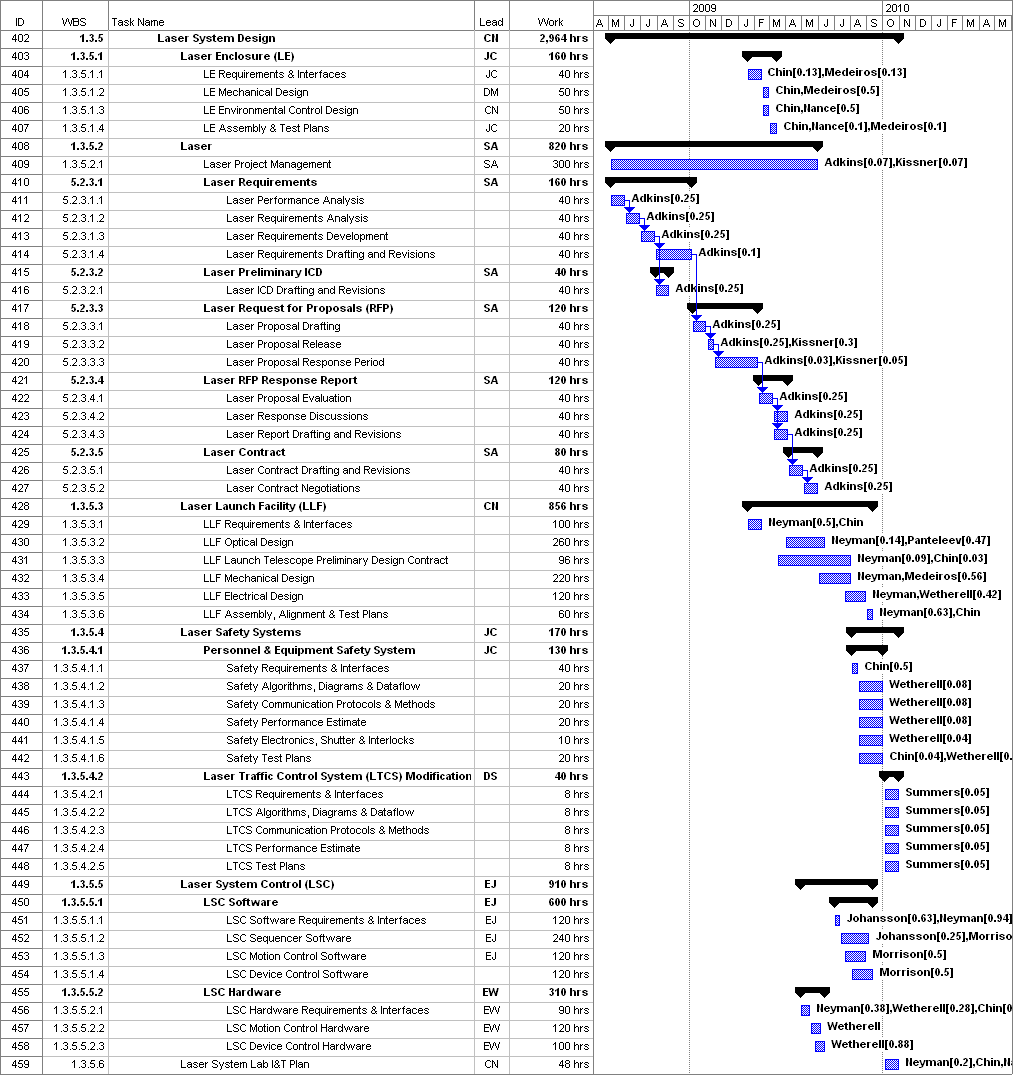 2009 2010
ID WBS Task Name Lead Work A M J J A S O N D J F M A M J J A S O N D J F M A M
402 1.3.5 Laser System Design CN 2,964 hrs
403 1.3.5.1 Laser Enclosure (LE) JC 160 hrs
404 1.3.5.1.1 LE Requirements & Interfaces JC 40 hrs Chin[0.13],Medeiros[0.13]
405 1.3.5.1.2 LE Mechanical Design DM 50 hrs Chin,Medeiros[0.5]
406 1.3.5.1.3 LE Environmental Control Design CN 50 hrs Chin,Nance[0.5]
407 1.3.5.1.4 LE Assembly & Test Plans JC 20 hrs Chin,Nance[0.1],Medeiros[0.1]
408 1.3.5.2 Laser SA 820 hrs
409 1.3.5.2.1 Laser Project Management SA 300 hrs Adkins[0.07],Kissner[0.07]
410 5.2.3.1 Laser Requirements SA 160 hrs
411 5.2.3.1.1 Laser Performance Analysis 40 hrs Adkins[0.25]
412 5.2.3.1.2 Laser Requirements Analysis 40 hrs Adkins[0.25]
413 5.2.3.1.3 Laser Requirements Development 40 hrs Adkins[0.25]
414 5.2.3.1.4 Laser Requirements Drafting and Revisions 40 hrs Adkins[0.1]
415 5.2.3.2 Laser Preliminary ICD SA 40 hrs
416 5.2.3.2.1 Laser ICD Drafting and Revisions 40 hrs Adkins[0.25]
417 5.2.3.3 Laser Request for Proposals (RFP) SA 120 hrs
418 5.2.3.3.1 Laser Proposal Drafting 40 hrs Adkins[0.25]
419 5.2.3.3.2 Laser Proposal Release 40 hrs Adkins[0.25],Kissner[0.3]
420 5.2.3.3.3 Laser Proposal Response Period 40 hrs Adkins[0.03],Kissner[0.05]
421 5.2.3.4 Laser RFP Response Report SA 120 hrs
422 5.2.3.4.1 Laser Proposal Evaluation 40 hrs Adkins[0.25]
423 5.2.3.4.2 Laser Response Discussions 40 hrs Adkins[0.25]
424 5.2.3.4.3 Laser Report Drafting and Revisions 40 hrs Adkins[0.25]
425 5.2.3.5 Laser Contract SA 80 hrs
426 5.2.3.5.1 Laser Contract Drafting and Revisions 40 hrs Adkins[0.25]
427 5.2.3.5.2 Laser Contract Negotiations 40 hrs Adkins[0.25]
428 1.3.5.3 Laser Launch Facility (LLF) CN 856 hrs
429 1.3.5.3.1 LLF Requirements & Interfaces 100 hrs Neyman[0.5],Chin
430 1.3.5.3.2 LLF Optical Design 260 hrs Neyman[0.14],Panteleev[0.47]
431 1.3.5.3.3 LLF Launch Telescope Preliminary Design Contract 96 hrs Neyman[0.09],Chin[0.03]
432 1.3.5.3.4 LLF Mechanical Design 220 hrs Neyman,Medeiros[0.56]
433 1.3.5.3.5 LLF Electrical Design 120 hrs Neyman,Wetherell[0.42]
434 1.3.5.3.6 LLF Assembly, Alignment & Test Plans 60 hrs Neyman[0.63],Chin
435 1.3.5.4 Laser Safety Systems JC 170 hrs
436 1.3.5.4.1 Personnel & Equipment Safety System JC 130 hrs
437 1.3.5.4.1.1 Safety Requirements & Interfaces 40 hrs Chin[0.5]
438 1.3.5.4.1.2 Safety Algorithms, Diagrams & Dataflow 20 hrs Wetherell[0.08]
439 1.3.5.4.1.3 Safety Communication Protocols & Methods 20 hrs Wetherell[0.08]
440 1.3.5.4.1.4 Safety Performance Estimate 20 hrs Wetherell[0.08]
441 1.3.5.4.1.5 Safety Electronics, Shutter & Interlocks 10 hrs Wetherell[0.04]
442 1.3.5.4.1.6 Safety Test Plans 20 hrs Chin[0.04],Wetherell[0.
443 1.3.5.4.2 Laser Traffic Control System (LTCS) Modification DS 40 hrs
444 1.3.5.4.2.1 LTCS Requirements & Interfaces 8 hrs Summers[0.05]
445 1.3.5.4.2.2 LTCS Algorithms, Diagrams & Dataflow 8 hrs Summers[0.05]
446 1.3.5.4.2.3 LTCS Communication Protocols & Methods 8 hrs Summers[0.05]
447 1.3.5.4.2.4 LTCS Performance Estimate 8 hrs Summers[0.05]
448 1.3.5.4.2.5 LTCS Test Plans 8 hrs Summers[0.05]
449 1.3.5.5 Laser System Control (LSC) EJ 910 hrs
450 1.3.5.5.1 LSC Software EJ 600 hrs
451 1.3.5.5.1.1 LSC Software Requirements & Interfaces EJ 120 hrs Johansson[0.63],Neyman[0.94]
452 1.3.5.5.1.2 LSC Sequencer Software EJ 240 hrs Johansson[0.25],Morriso
453 1.3.5.5.1.3 LSC Motion Control Software EJ 120 hrs Morrison[0.5]
454 1.3.5.5.1.4 LSC Device Control Software 120 hrs Morrison[0.5]
455 1.3.5.5.2 LSC Hardware EW 310 hrs
456 1.3.5.5.2.1 LSC Hardware Requirements & Interfaces EW 90 hrs Neyman[0.38],Wetherell[0.28],Chin[0
457 1.3.5.5.2.2 LSC Motion Control Hardware EW 120 hrs Wetherell
458 1.3.5.5.2.3 LSC Device Control Hardware EW 100 hrs Wetherell[0.88]
459 1.3.5.6 Laser System Lab I&T Plan CN 48 hrs Neyman[0.2],Chin,Na